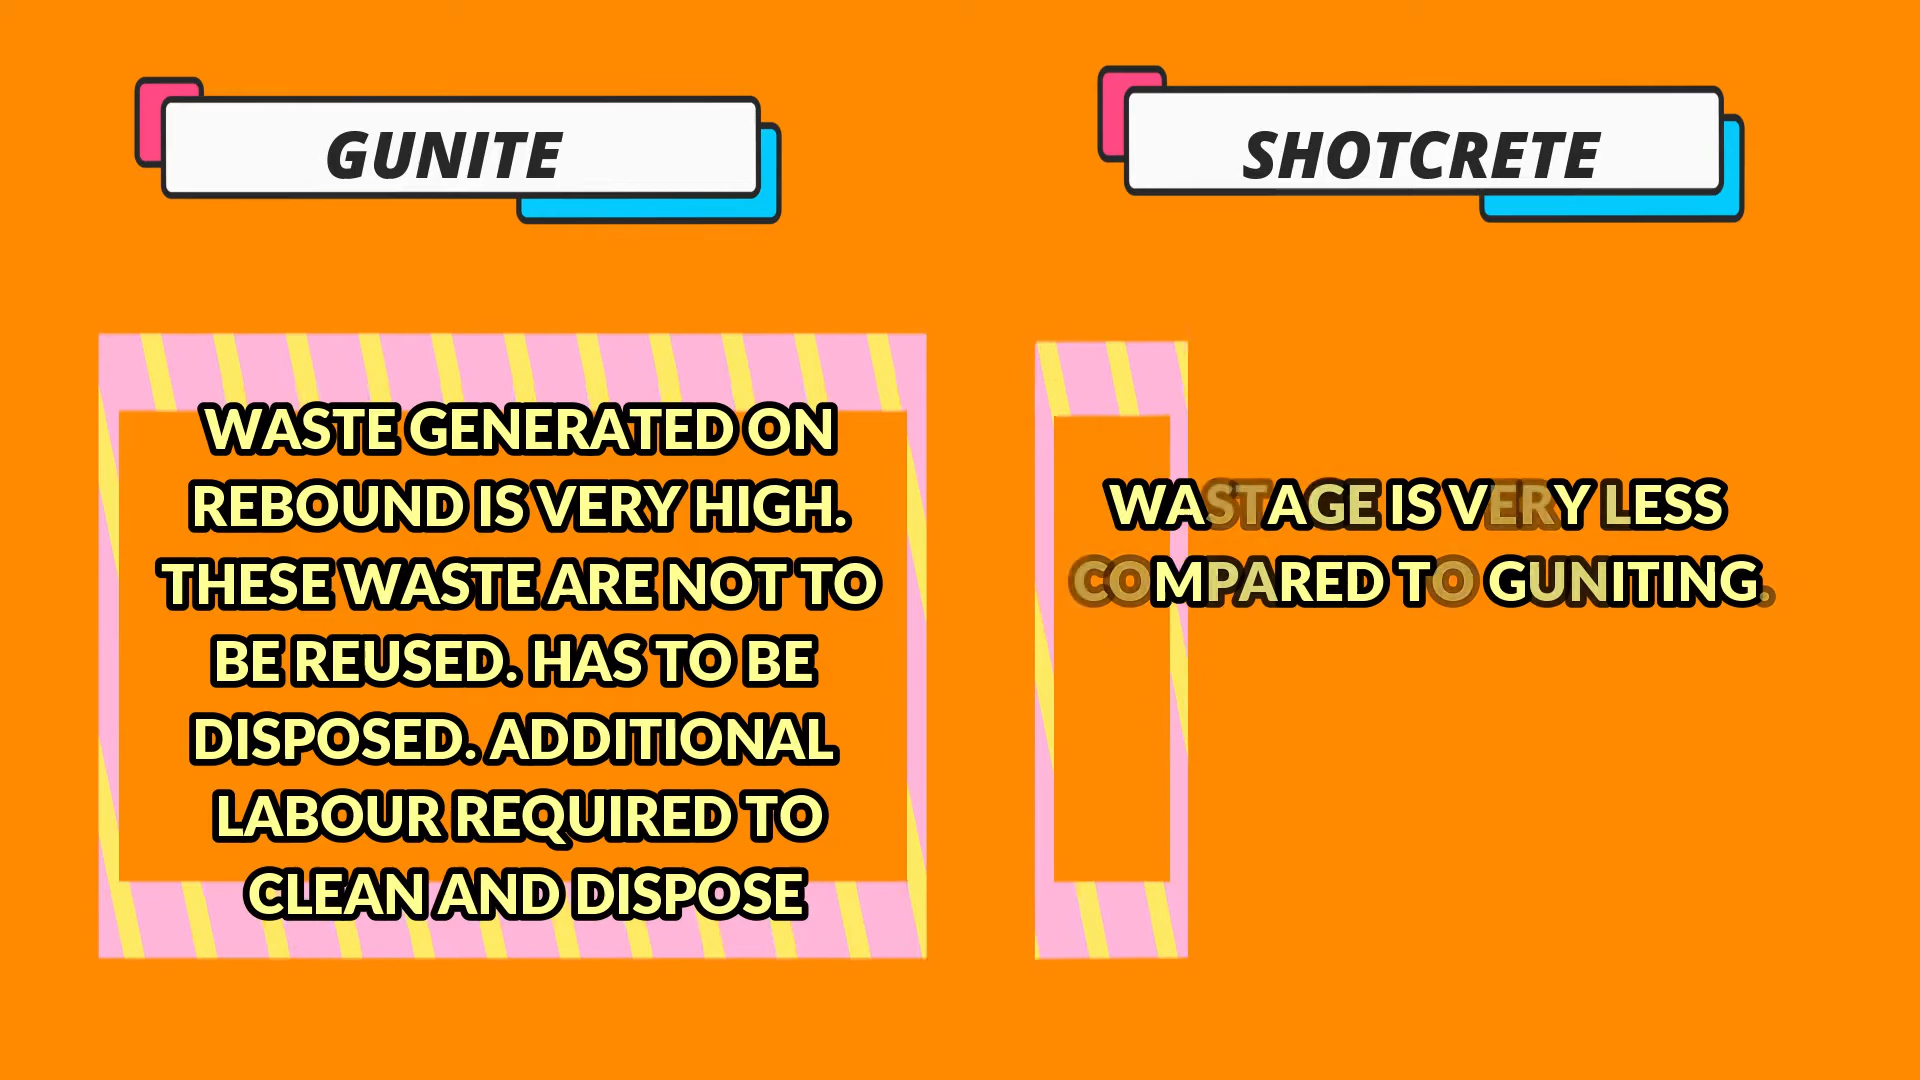 GUNITE
WASTE GENERATED ON
REBOUND IS VERY HIGH.
THESE WASTE ARE NOT TO
BE REUSED. HAS TO BE
DISPOSED. ADDITIONAL
LABOUR REQUIRED TO
CLEAN AND DISPOSE
SHOTCRETE
WASTAGE IS VERY LESS
COMPARED TO GUNITING.